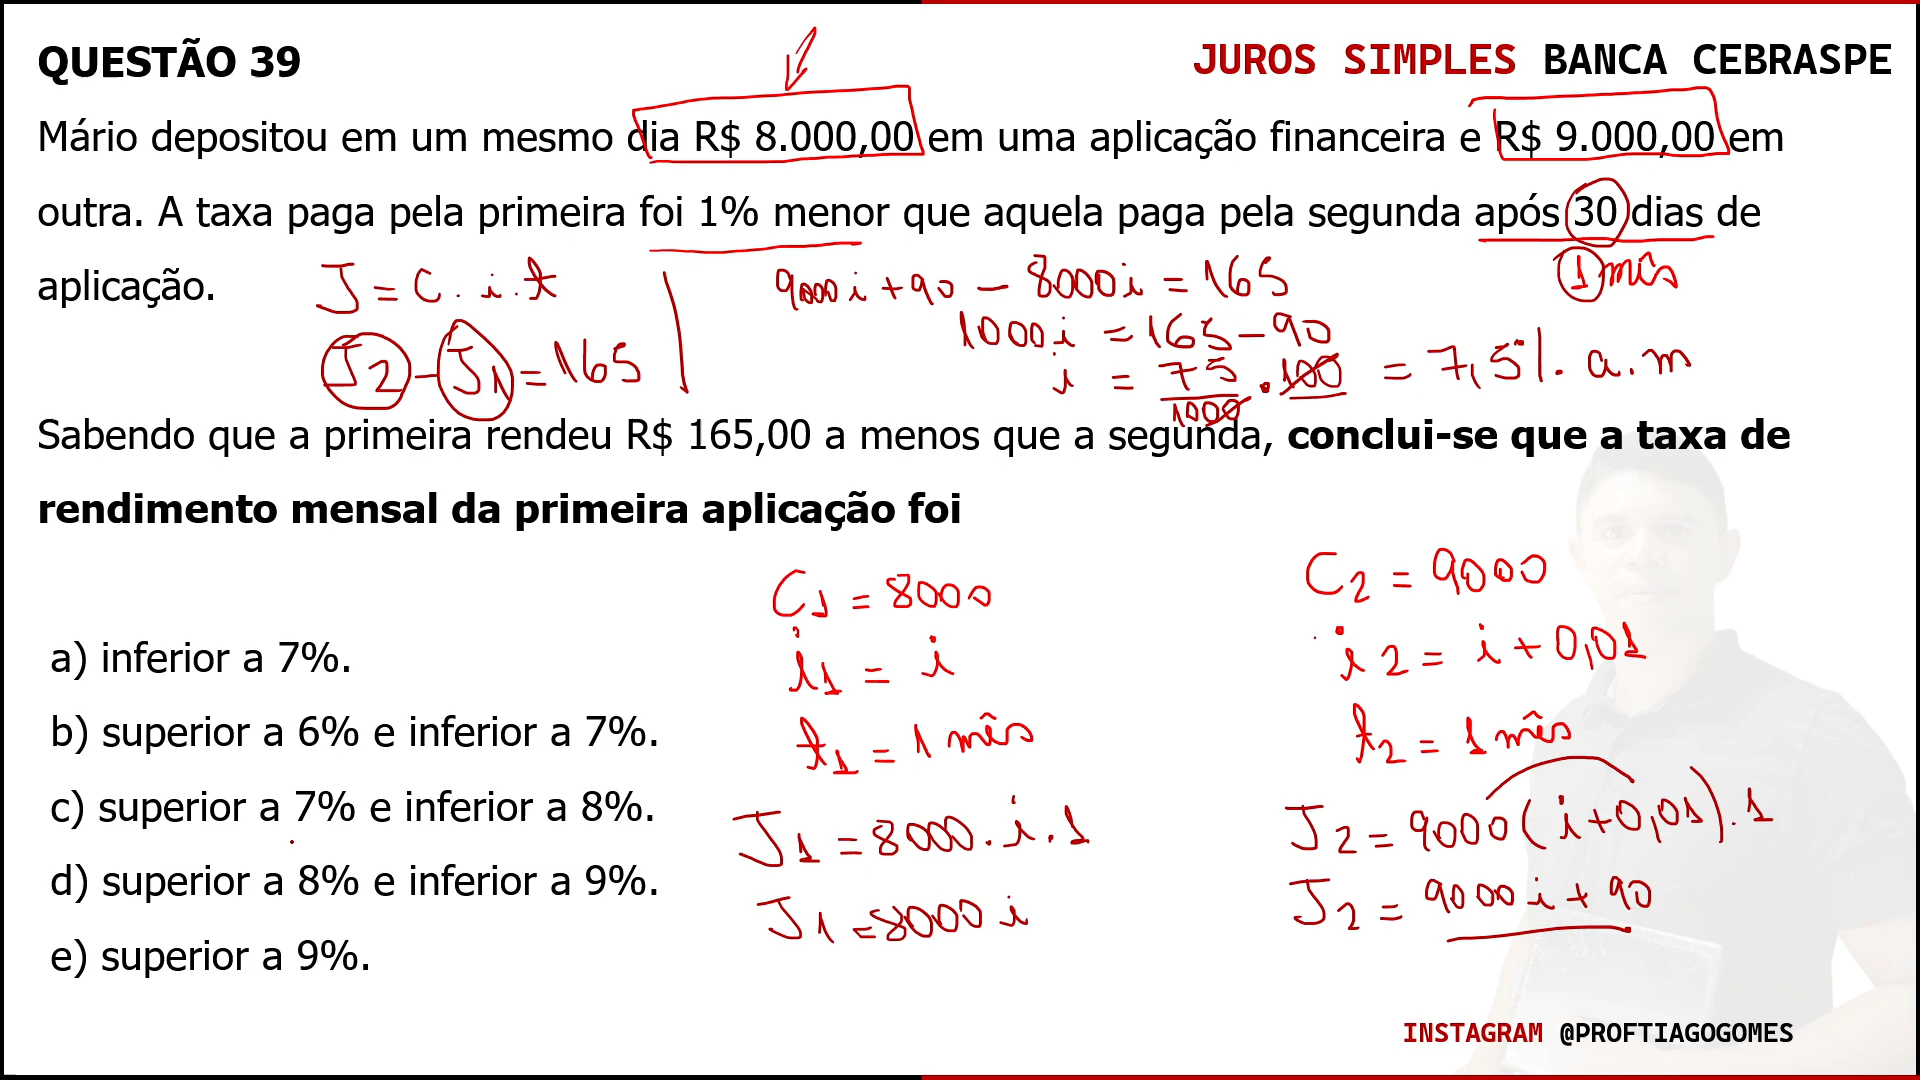 QUESTÃO 39
JUROS SIMPLES BANCA CEBRASPE
Mário depositou em um mesmo dia R$ 8.000,00 em uma aplicação financeira e R$ 9.000,00 em
outra. A taxa paga pela primeira foi 1% menor que aquela paga pela segunda após 30 dias de
aplicação.
1 mês
J = C . i . t
J2 - J1 = 165
9000i + 90 - 8000i = 165
1000i = 165 - 90
i = 75/1000 . 100 = 7,5% a.m
Sabendo que a primeira rendeu R$ 165,00 a menos que a segunda, conclui-se que a taxa de
rendimento mensal da primeira aplicação foi
a) inferior a 7%.
b) superior a 6% e inferior a 7%.
c) superior a 7% e inferior a 8%.
d) superior a 8% e inferior a 9%.
e) superior a 9%.
C1 = 8000
i1 = i
t1 = 1 mês
J1 = 8000 . i . 1
J1 = 8000i
C2 = 9000
i2 = i + 0,01
t2 = 1 mês
J2 = 9000(i + 0,01) . 1
J2 = 9000i + 90
INSTAGRAM @PROFTIAGOGOMES